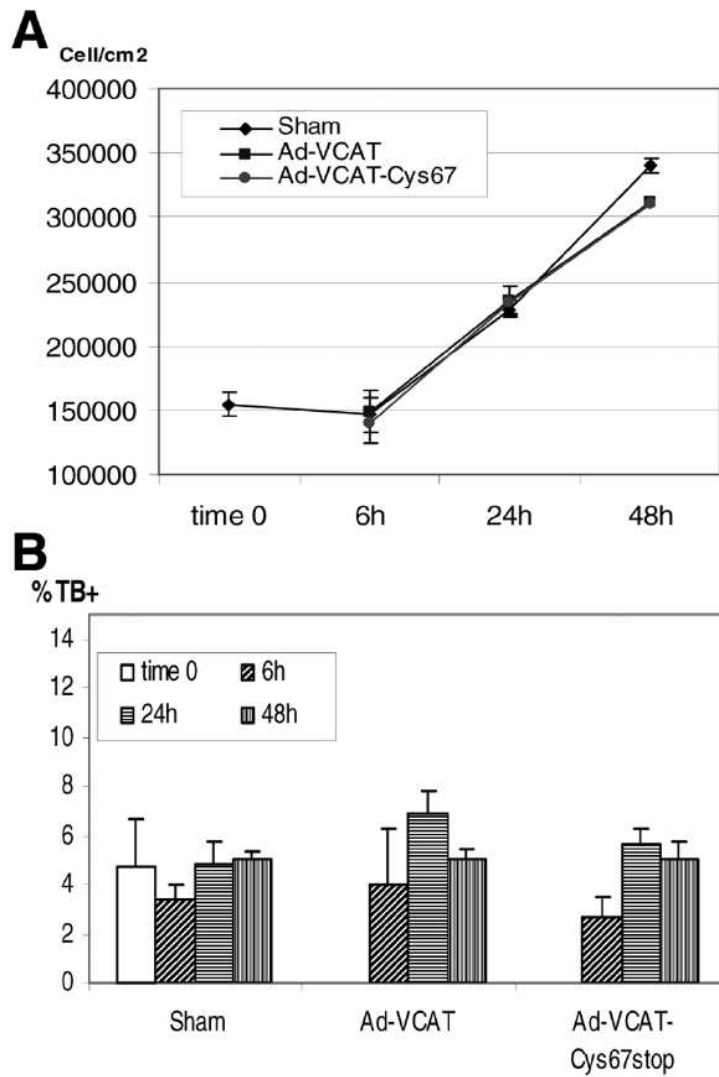 A
Cell/cm2
400000
350000
300000
250000
200000
150000
100000
Sham
Ad-VCAT
Ad-VCAT-Cys67
time 0 6h 24h 48h
B
% TB+
14
12
10
8
6
4
2
0
time 0 6h
24h 48h
Sham Ad-VCAT Ad-VCAT-
Cys67stop